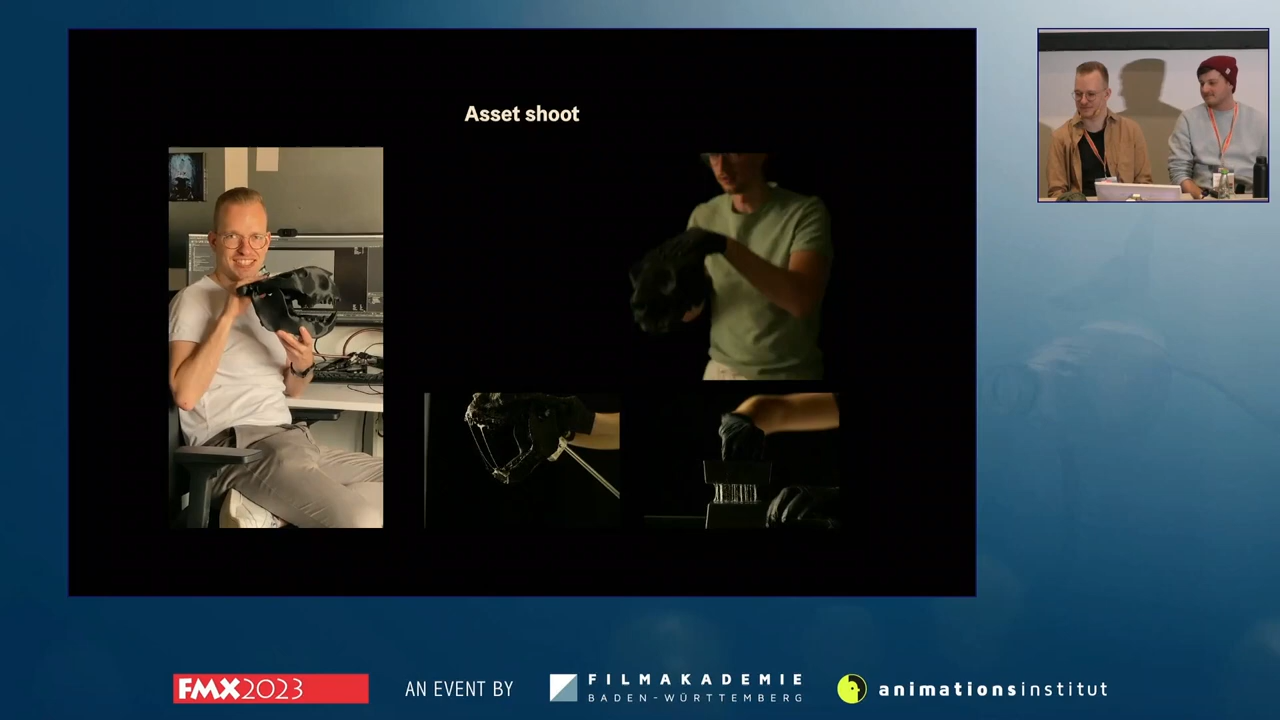 Asset shoot
FMX2023
AN EVENT BY
FILMAKADEMIE
BADEN-WÜRTTEMBERG
animationsinstitut